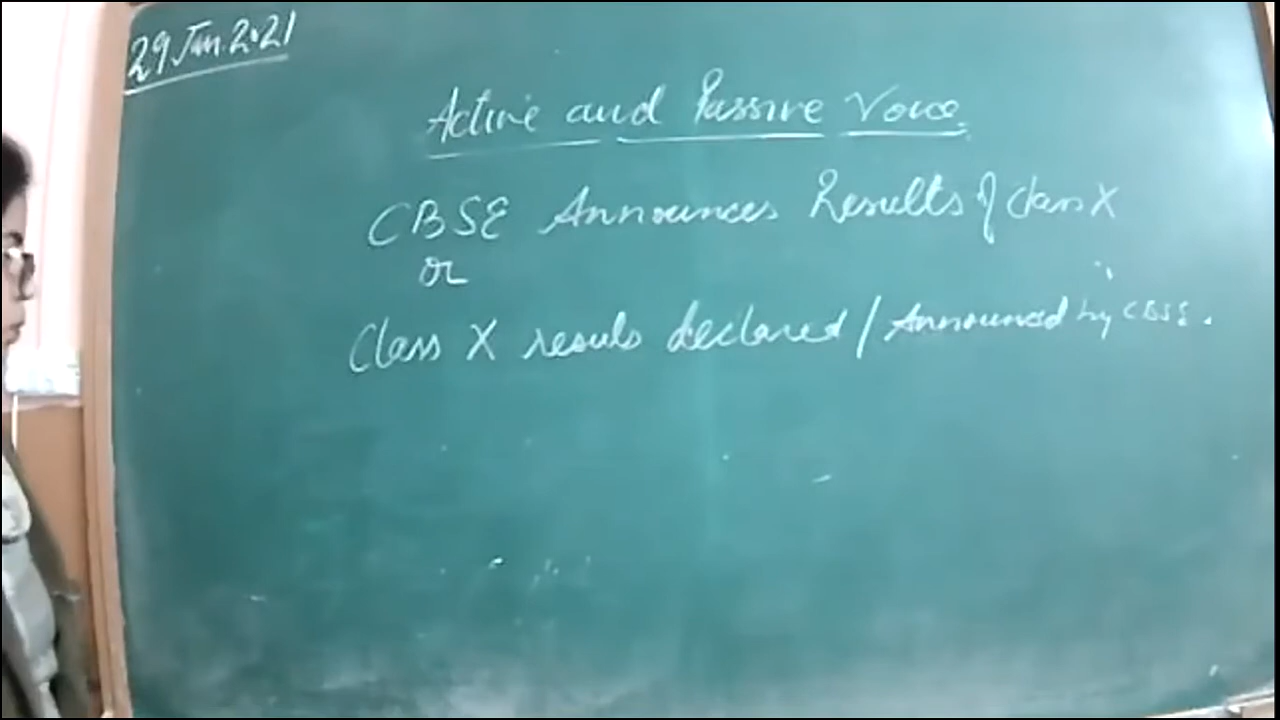 29 Jan. 2021
Active and Passive Voice.
CBSE Announces Results of Class X
or
Class X results declared / Announced by CBSE.